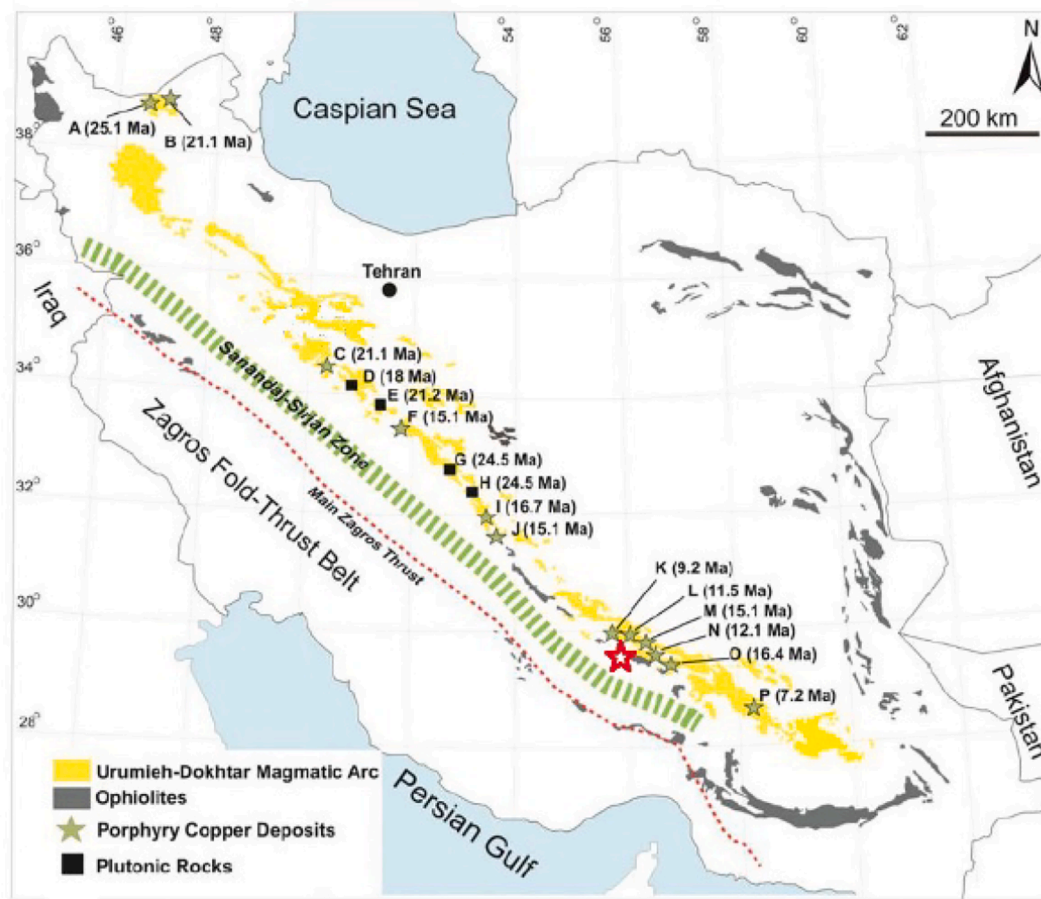 46°
48°
54°
56°
58°
60°
62°
N
200 km
Caspian Sea
A (25.1 Ma)
B (21.1 Ma)
38°
36°
Tehran
Iraq
34°
C (21.1 Ma)
D (18 Ma)
E (21.2 Ma)
F (15.1 Ma)
Sanandaj-Sirjan Zone
Zagros Fold-Thrust Belt
Main Zagros Thrust
G (24.5 Ma)
H (24.5 Ma)
I (16.7 Ma)
J (15.1 Ma)
32°
Afghanistan
30°
K (9.2 Ma)
L (11.5 Ma)
M (15.1 Ma)
N (12.1 Ma)
O (16.4 Ma)
P (7.2 Ma)
Pakistan
28°
Persian Gulf
Urumieh-Dokhtar Magmatic Arc
Ophiolites
Porphyry Copper Deposits
Plutonic Rocks